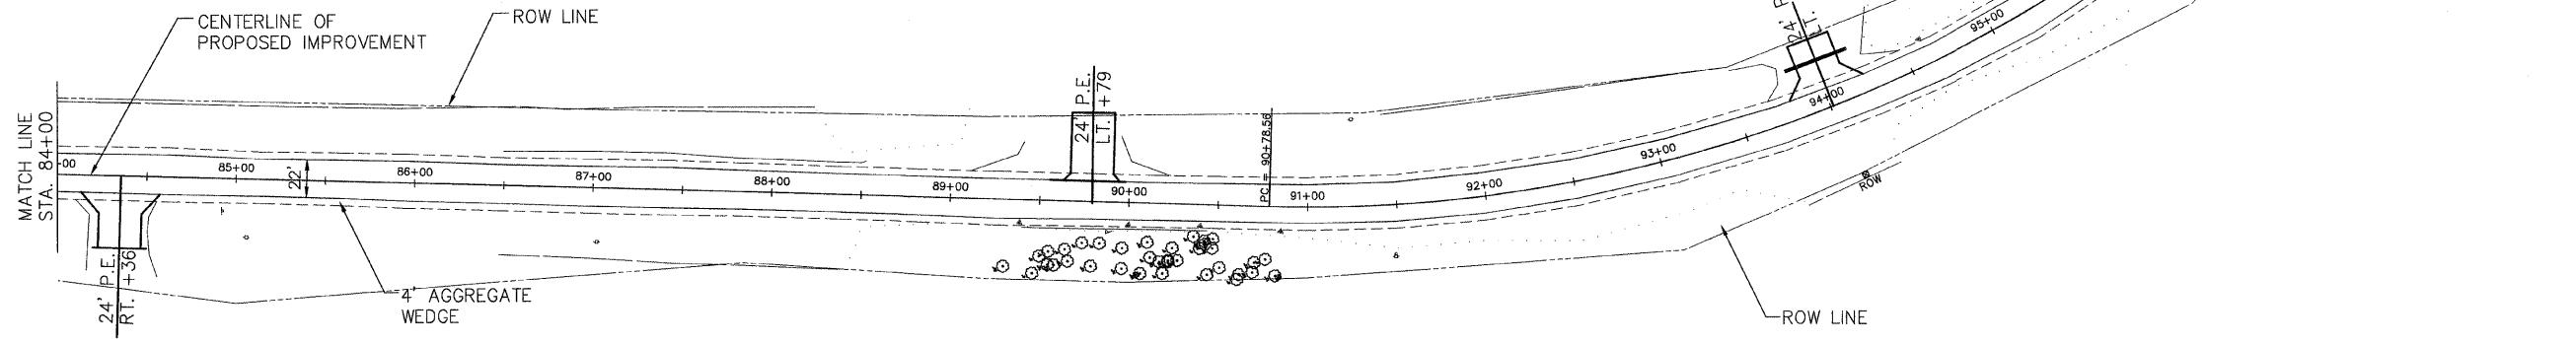 CENTERLINE OF
PROPOSED IMPROVEMENT
ROW LINE
MATCH LINE
STA. 84+00
+00
85+00
22'
86+00
87+00
88+00
89+00
90+00
P.C. = 90+78.56
91+00
92+00
93+00
94+00
95+00
24' P.E.
LT. +79
24' P
LT.
24' P.E.
RT. +36
4' AGGREGATE
WEDGE
ROW
ROW LINE